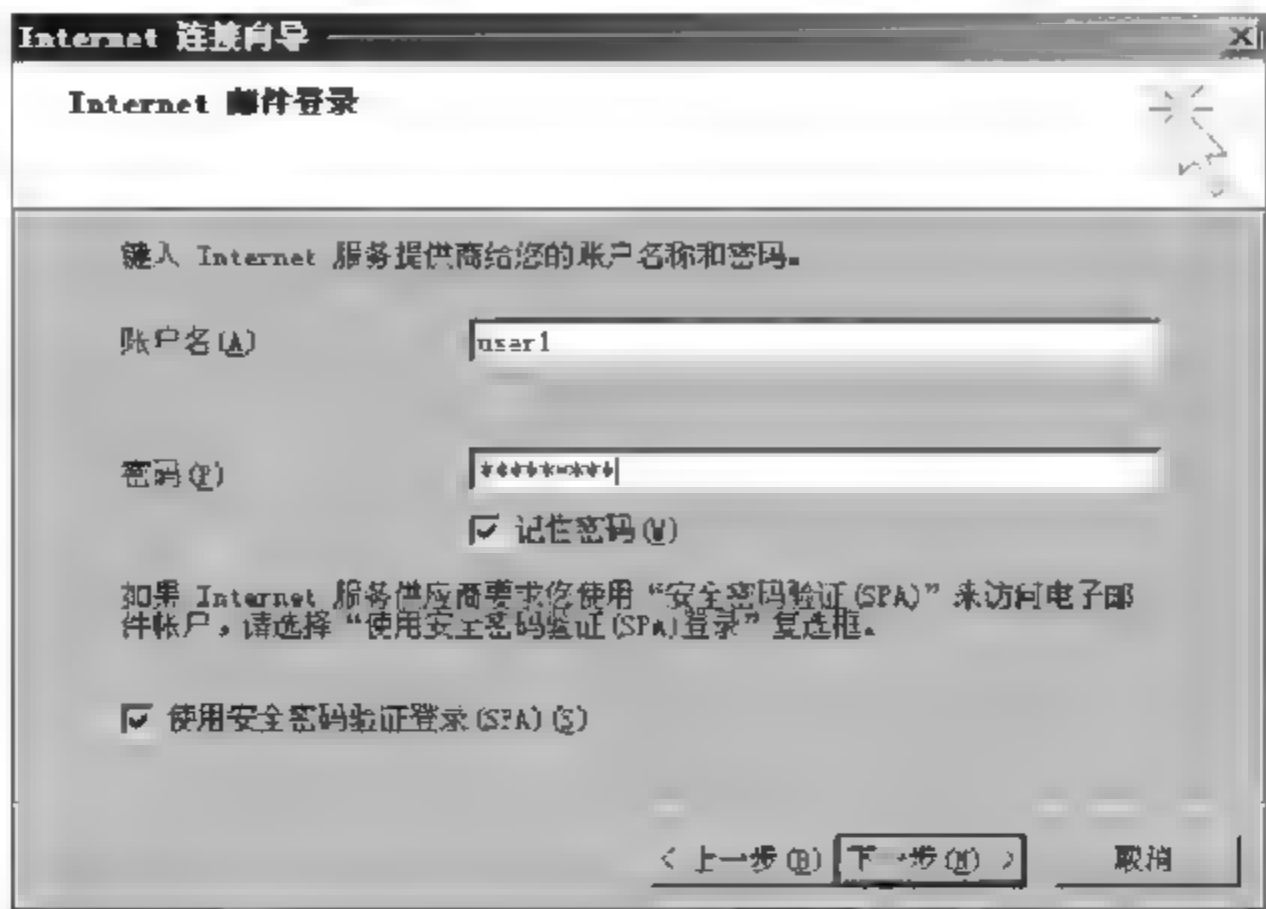 Internet 连接向导
Internet 邮件登录
键入 Internet 服务提供商给您的账户名称和密码。
账户名(A)
user1
密码(P)
*********
记住密码(W)
如果 Internet 服务供应商要求您使用“安全密码验证(SPA)”来访问电子邮
件帐户，请选择“使用安全密码验证(SPA)登录”复选框。
使用安全密码验证登录(SPA)(S)
< 上一步(B)
下一步(N) >
取消